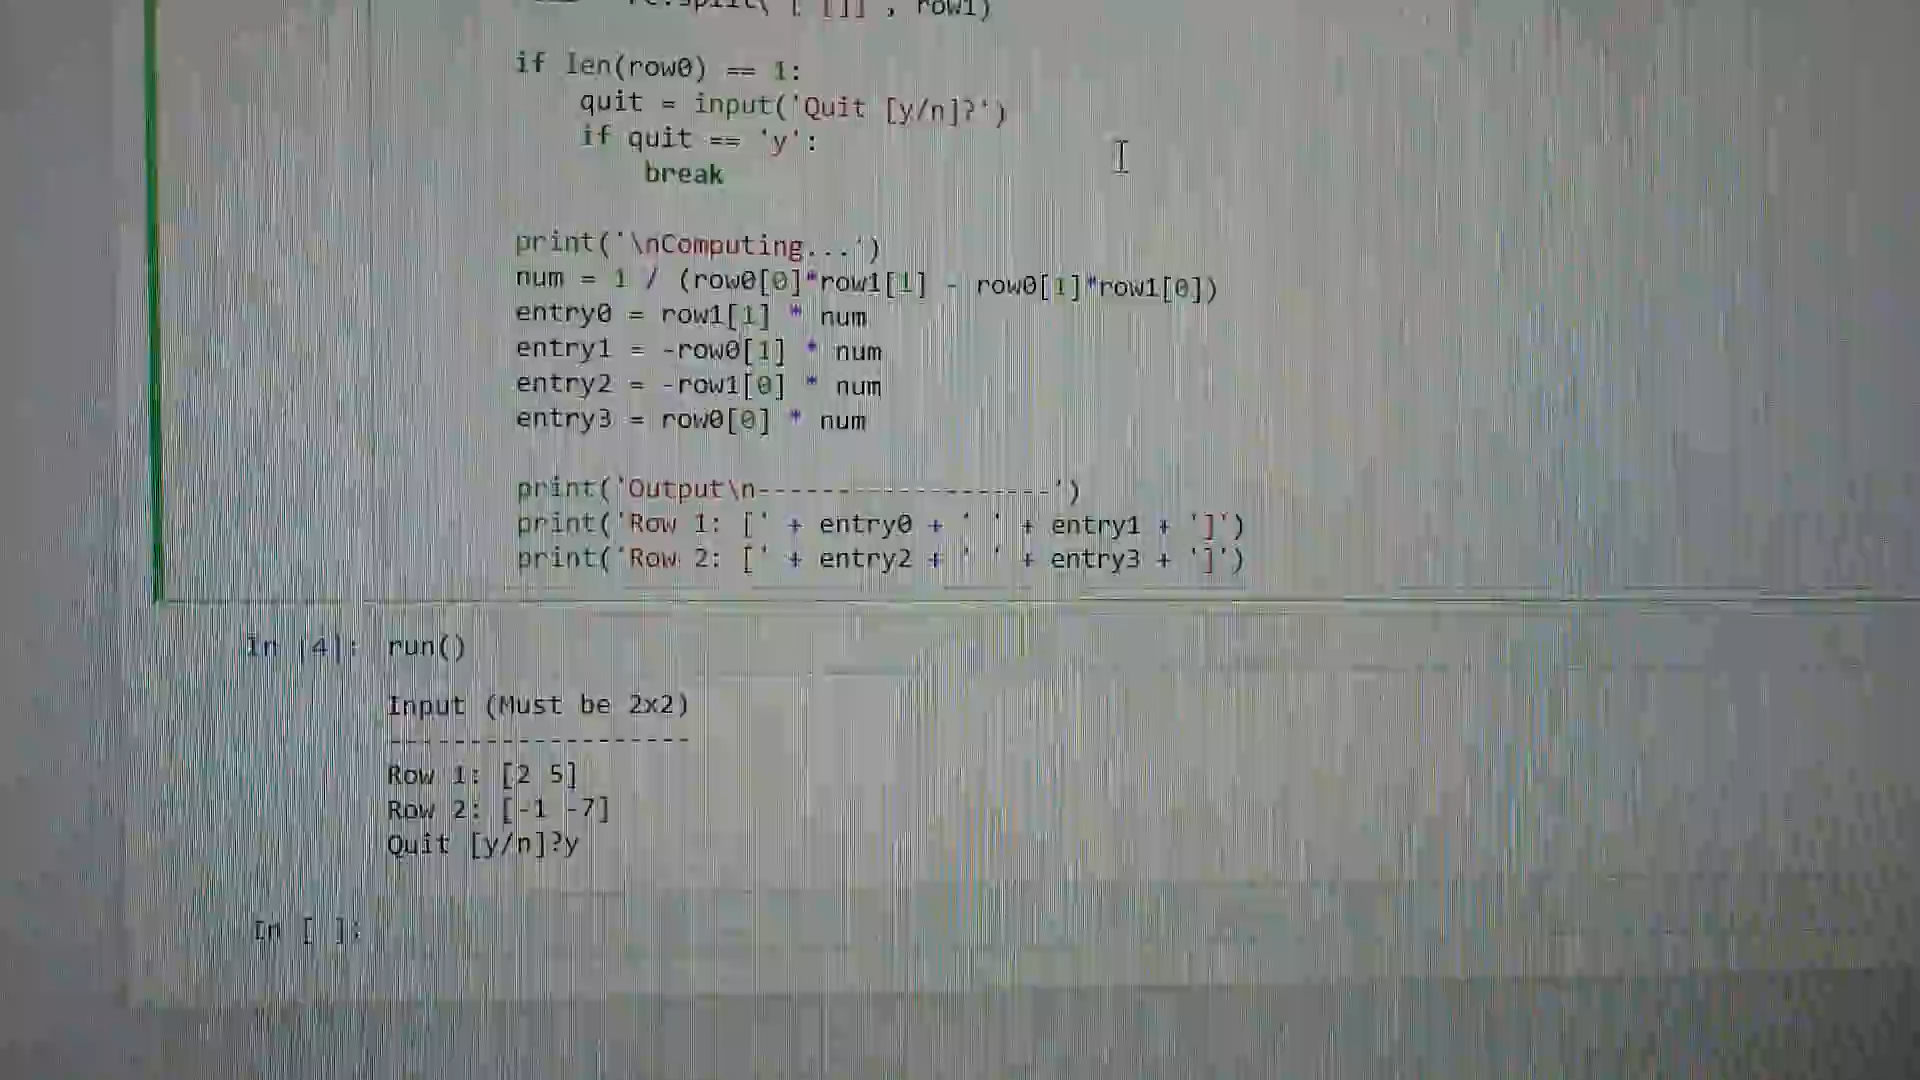 row1)
if len(row0) == 1:
quit = input('Quit [y/n]?')
if quit == 'y':
break
print('\nComputing...')
num = 1 / (row0[0]*row1[1] - row0[1]*row1[0])
entry0 = row1[1] * num
entry1 = -row0[1] * num
entry2 = -row1[0] * num
entry3 = row0[0] * num
print('Output\n-------------------')
print('Row 1: [' + entry0 + ' ' + entry1 + ']')
print('Row 2: [' + entry2 + ' ' + entry3 + ']')
In [4]: run()
Input (Must be 2x2)
-------------------
Row 1: [2 5]
Row 2: [-1 -7]
Quit [y/n]?y
In [ ]: